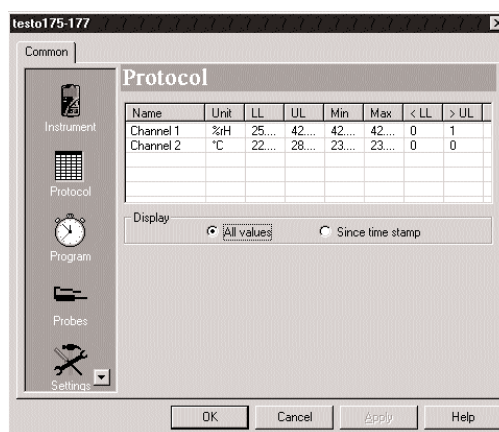 testo175-177
Common
Protocol
Instrument
Protocol
Program
Probes
Settings
Name Unit LL UL Min Max < LL > UL
Channel 1 %rH 25.... 42.... 42.... 42.... 0 1
Channel 2 °C 22.... 28.... 23.... 23.... 0 0
Display
All values Since time stamp
OK Cancel Apply Help